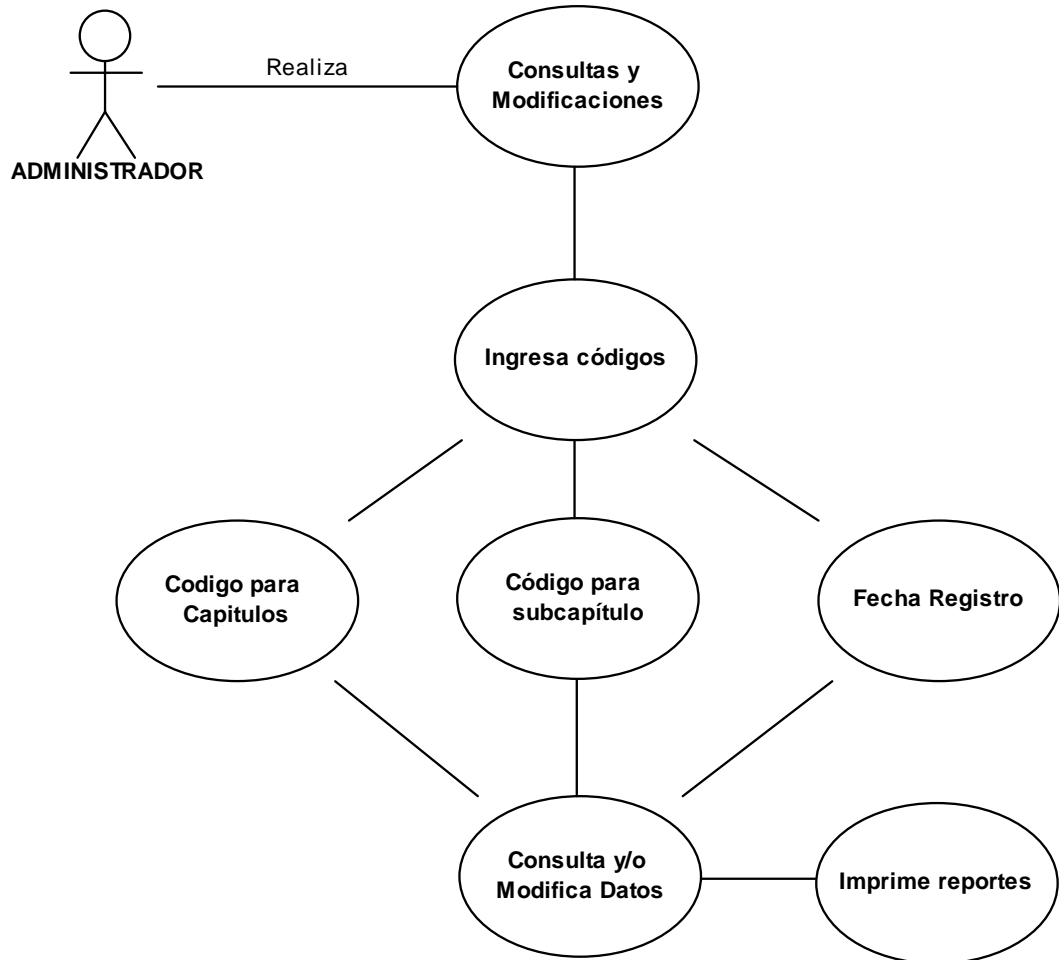 Realiza
Consultas y
Modificaciones
ADMINISTRADOR
Ingresa códigos
Codigo para
Capitulos
Código para
subcapítulo
Fecha Registro
Consulta y/o
Modifica Datos
Imprime reportes